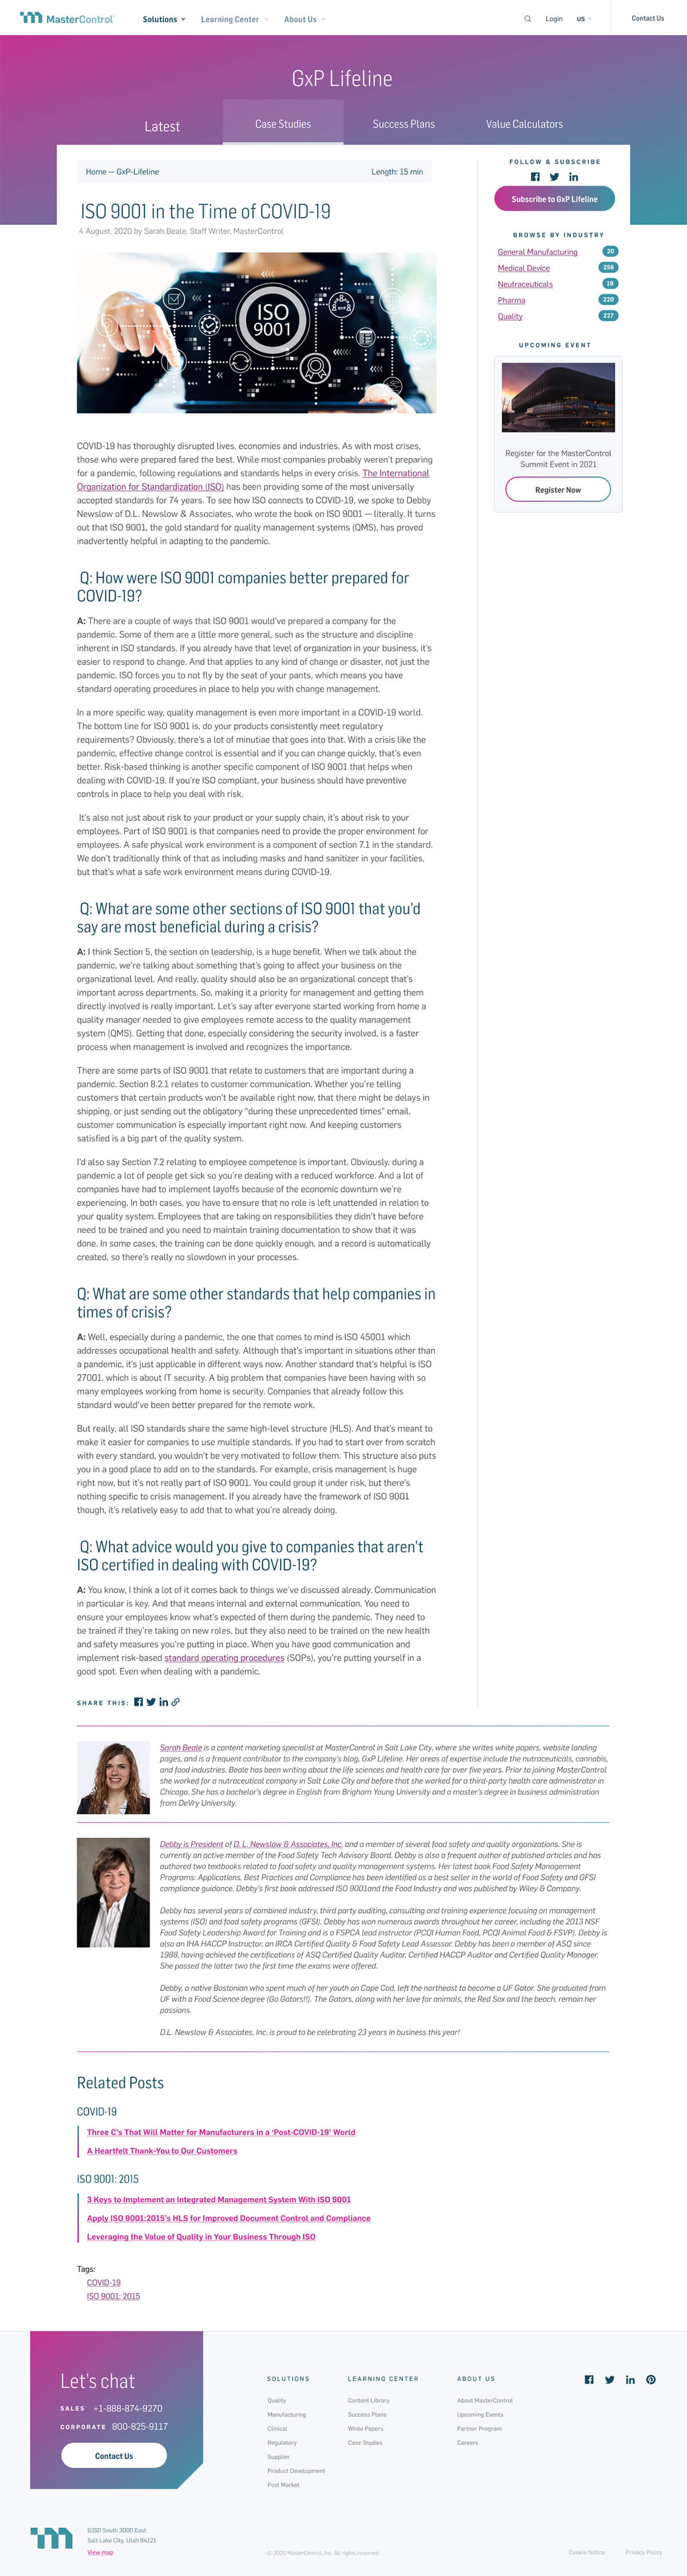 MasterControl
Solutions
Learning Center
About Us
Login
US
Contact Us
GxP Lifeline
Latest
Case Studies
Success Plans
Value Calculators
Home — GxP-Lifeline
Length: 15 min
ISO 9001 in the Time of COVID-19
4 August, 2020 by Sarah Beale, Staff Writer, MasterControl
ISO
9001
COVID-19 has thoroughly disrupted lives, economies and industries. As with most crises,
those who were prepared fared the best. While most companies probably weren't preparing
for a pandemic, following regulations and standards helps in every crisis. The International
Organization for Standardization (ISO) has been providing some of the most universally
accepted standards for 74 years. To see how ISO connects to COVID-19, we spoke to Debby
Newslow of D.L. Newslow & Associates, who wrote the book on ISO 9001 — literally. It turns
out that ISO 9001, the gold standard for quality management systems (QMS), has proved
inadvertently helpful in adapting to the pandemic.
Q: How were ISO 9001 companies better prepared for
COVID-19?
A: There are a couple of ways that ISO 9001 would've prepared a company for the
pandemic. Some of them are a little more general, such as the structure and discipline
inherent in ISO standards. If you already have that level of organization in your business, it's
easier to respond to change. And that applies to any kind of change or disaster, not just the
pandemic. ISO forces you to not fly by the seat of your pants, which means you have
standard operating procedures in place to help you with change management.
In a more specific way, quality management is even more important in a COVID-19 world.
The bottom line for ISO 9001 is, do your products consistently meet regulatory
requirements? Obviously, there's a lot of minutiae that goes into that. With a crisis like the
pandemic, effective change control is essential and if you can change quickly, that's even
better. Risk-based thinking is another specific component of ISO 9001 that helps when
dealing with COVID-19. If you're ISO compliant, your business should have preventive
controls in place to help you deal with risk.
It's also not just about risk to your product or your supply chain, it's about risk to your
employees. Part of ISO 9001 is that companies need to provide the proper environment for
employees. A safe physical work environment is a component of section 7.1 in the standard.
We don't traditionally think of that as including masks and hand sanitizer in your facilities,
but that's what a safe work environment means during COVID-19.
Q: What are some other sections of ISO 9001 that you'd
say are most beneficial during a crisis?
A: I think Section 5, the section on leadership, is a huge benefit. When we talk about the
pandemic, we're talking about something that's going to affect your business on the
organizational level. And really, quality should also be an organizational concept that's
important across departments. So, making it a priority for management and getting them
directly involved is really important. Let's say after everyone started working from home a
quality manager needed to give employees remote access to the quality management
system (QMS). Getting that done, especially considering the security involved, is a faster
process when management is involved and recognizes the importance.
There are some parts of ISO 9001 that relate to customers that are important during a
pandemic. Section 8.2.1 relates to customer communication. Whether you're telling
customers that certain products won't be available right now, that there might be delays in
shipping, or just sending out the obligatory "during these unprecedented times" email,
customer communication is especially important right now. And keeping customers
satisfied is a big part of the quality system.
I'd also say Section 7.2 relating to employee competence is important. Obviously, during a
pandemic a lot of people get sick so you're dealing with a reduced workforce. And a lot of
companies have had to implement layoffs because of the economic downturn we're
experiencing. In both cases, you have to ensure that no role is left unattended in relation to
your quality system. Employees that are taking on responsibilities they didn't have before
need to be trained and you need to maintain training documentation to show that it was
done. In some cases, the training can be done quickly enough, and a record is automatically
created, so there's really no slowdown in your processes.
Q: What are some other standards that help companies in
times of crisis?
A: Well, especially during a pandemic, the one that comes to mind is ISO 45001 which
addresses occupational health and safety. Although that's important in situations other than
a pandemic, it's just applicable in different ways now. Another standard that's helpful is ISO
27001, which is about IT security. A big problem that companies have been having with so
many employees working from home is security. Companies that already follow this
standard would've been better prepared for the remote work.
But really, all ISO standards share the same high-level structure (HLS). And that's meant to
make it easier for companies to use multiple standards. If you had to start over from scratch
with every standard, you wouldn't be very motivated to follow them. This structure also puts
you in a good place to add on to the standards. For example, crisis management is huge
right now, but it's not really part of ISO 9001. You could group it under risk, but there's
nothing specific to crisis management. If you already have the framework of ISO 9001
though, it's relatively easy to add that to what you're already doing.
Q: What advice would you give to companies that aren't
ISO certified in dealing with COVID-19?
A: You know, I think a lot of it comes back to things we've discussed already. Communication
in particular is key. And that means internal and external communication. You need to
ensure your employees know what's expected of them during the pandemic. They need to
be trained if they're taking on new roles, but they also need to be trained on the new health
and safety measures you're putting in place. When you have good communication and
implement risk-based standard operating procedures (SOPs), you're putting yourself in a
good spot. Even when dealing with a pandemic.
SHARE THIS:
FOLLOW & SUBSCRIBE
Subscribe to GxP Lifeline
BROWSE BY INDUSTRY
General Manufacturing 20
Medical Device 258
Neutraceuticals 19
Pharma 220
Quality 227
UPCOMING EVENT
Register for the MasterControl
Summit Event in 2021
Register Now
Sarah Beale is a content marketing specialist at MasterControl in Salt Lake City, where she writes white papers, website landing
pages, and is a frequent contributor to the company's blog, GxP Lifeline. Her areas of expertise include the nutraceuticals, cannabis,
and food industries. Beale has been writing about the life sciences and health care for over five years. Prior to joining MasterControl
she worked for a nutraceutical company in Salt Lake City and before that she worked for a third-party health care administrator in
Chicago. She has a bachelor's degree in English from Brigham Young University and a master's degree in business administration
from DeVry University.
Debby is President of D. L. Newslow & Associates, Inc. and a member of several food safety and quality organizations. She is
currently an active member of the Food Safety Tech Advisory Board. Debby is also a frequent author of published articles and has
authored two textbooks related to food safety and quality management systems. Her latest book Food Safety Management
Programs: Applications, Best Practices and Compliance has been identified as a best seller in the world of Food Safety and GFSI
compliance guidance. Debby's first book addressed ISO 9001and the Food Industry and was published by Wiley & Company.
Debby has several years of combined industry, third party auditing, consulting and training experience focusing on management
systems (ISO) and food safety programs (GFSI). Debby has won numerous awards throughout her career, including the 2013 NSF
Food Safety Leadership Award for Training and is a FSPCA lead instructor (PCQI Human Food, PCQI Animal Food & FSVP). Debby is
also an IHA HACCP Instructor, an IRCA Certified Quality & Food Safety Lead Assessor. Debby has been a member of ASQ since
1988, having achieved the certifications of ASQ Certified Quality Auditor, Certified HACCP Auditor and Certified Quality Manager.
She passed the latter two the first time the exams were offered.
Debby, a native Bostonian who spent much of her youth on Cape Cod, left the northeast to become a UF Gator. She graduated from
UF with a Food Science degree (Go Gators!!). The Gators, along with her love for animals, the Red Sox and the beach, remain her
passions.
D.L. Newslow & Associates, Inc. is proud to be celebrating 23 years in business this year!
Related Posts
COVID-19
Three C's That Will Matter for Manufacturers in a 'Post-COVID-19' World
A Heartfelt Thank-You to Our Customers
ISO 9001: 2015
3 Keys to Implement an Integrated Management System With ISO 9001
Apply ISO 9001:2015's HLS for Improved Document Control and Compliance
Leveraging the Value of Quality in Your Business Through ISO
Tags:
COVID-19
ISO 9001: 2015
Let's chat
SALES +1-888-874-9270
CORPORATE 800-825-9117
Contact Us
SOLUTIONS
Quality
Manufacturing
Clinical
Regulatory
Supplier
Product Development
Post Market
LEARNING CENTER
Content Library
Success Plans
White Papers
Case Studies
ABOUT US
About MasterControl
Upcoming Events
Partner Program
Careers
6350 South 3000 East
Salt Lake City, Utah 84121
View map
© 2020 MasterControl, Inc. All rights reserved.
Cookie Notice
Privacy Policy